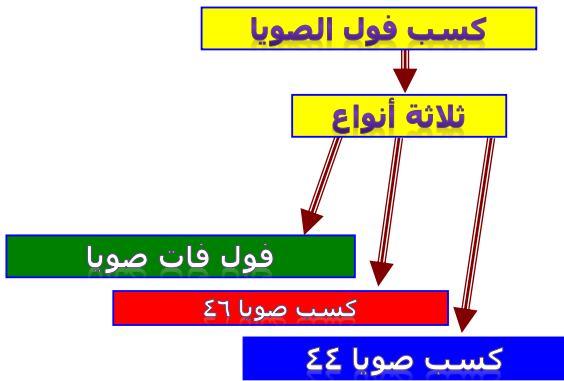 كسب فول الصويا
ثلاثة أنواع
فول فات صويا
كسب صويا ٤٦
كسب صويا ٤٤